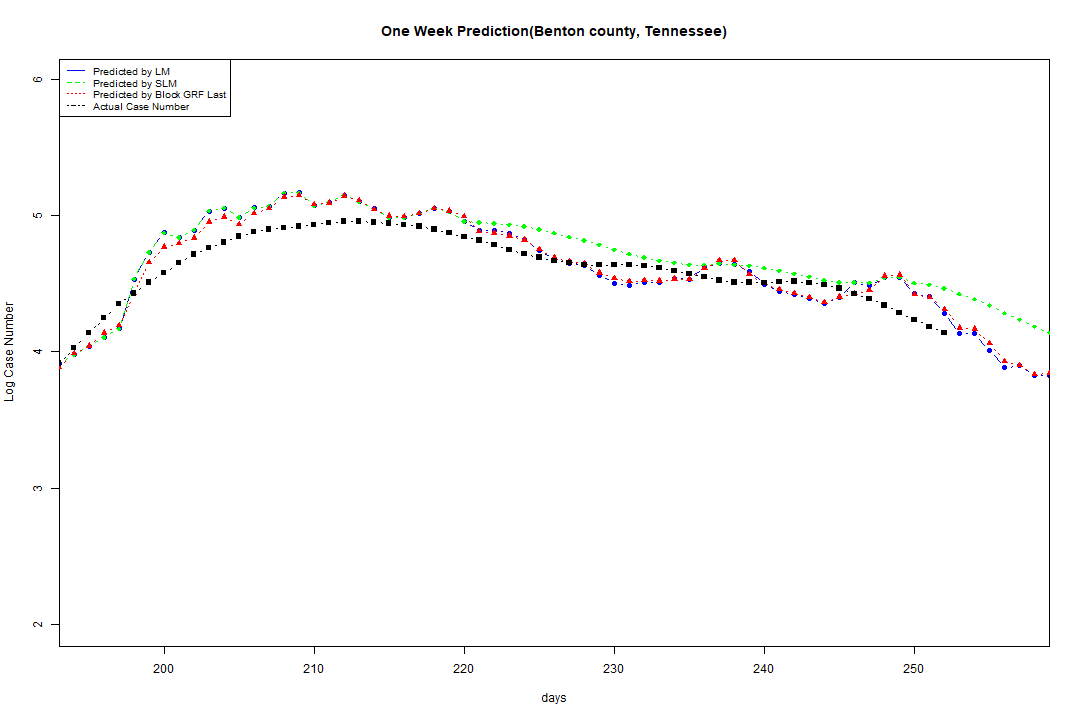 One Week Prediction(Benton county, Tennessee)
Predicted by LM
Predicted by SLM
Predicted by Block GRF Last
Actual Case Number
6
5
4
3
2
Log Case Number
200 210 220 230 240 250
days